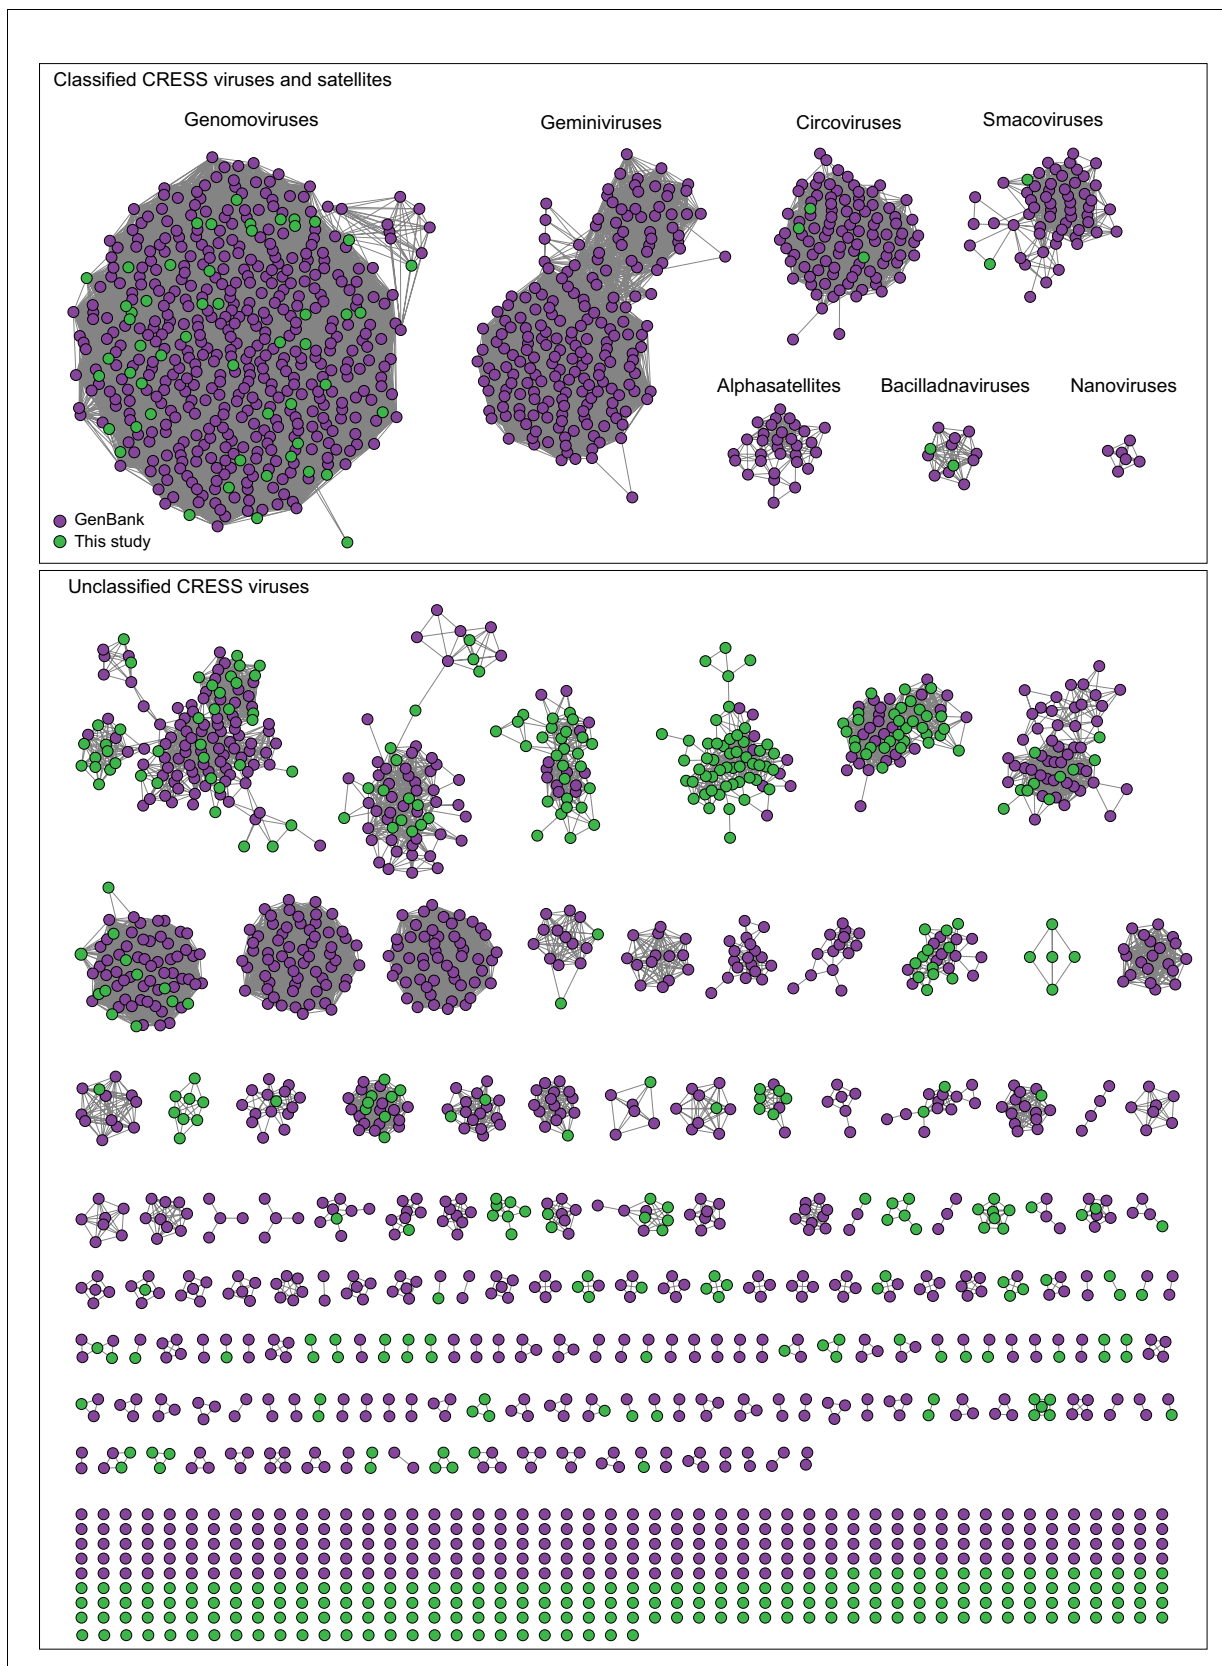 Classified CRESS viruses and satellites
Genomoviruses
Geminiviruses
Circoviruses
Smacoviruses
Alphasatellites
Bacilladnaviruses
Nanoviruses
GenBank
This study
Unclassified CRESS viruses